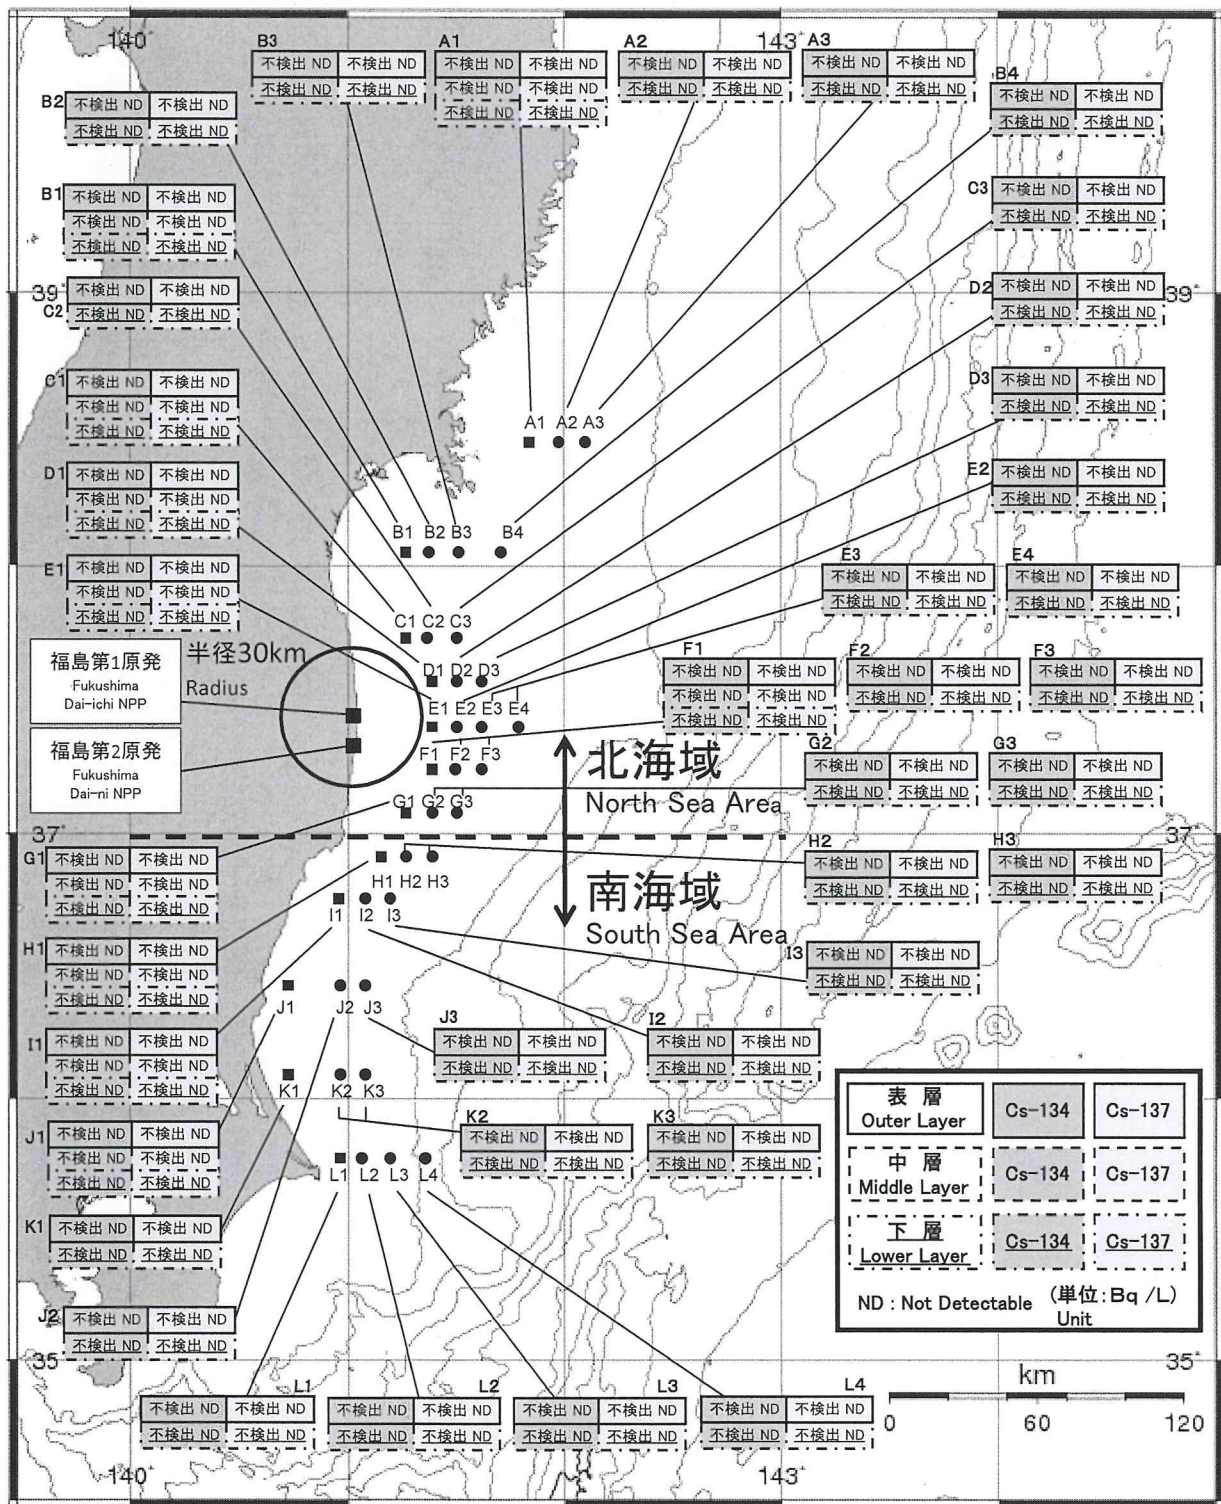 140°
143°
B3
不検出 ND 不検出 ND
不検出 ND 不検出 ND
A1
不検出 ND 不検出 ND
不検出 ND 不検出 ND
不検出 ND 不検出 ND
A2
不検出 ND 不検出 ND
不検出 ND 不検出 ND
A3
不検出 ND 不検出 ND
不検出 ND 不検出 ND
B4
不検出 ND 不検出 ND
不検出 ND 不検出 ND
B2
不検出 ND 不検出 ND
不検出 ND 不検出 ND
B1
不検出 ND 不検出 ND
不検出 ND 不検出 ND
不検出 ND 不検出 ND
C3
不検出 ND 不検出 ND
不検出 ND 不検出 ND
39°
39°
C2
不検出 ND 不検出 ND
不検出 ND 不検出 ND
D2
不検出 ND 不検出 ND
不検出 ND 不検出 ND
C1
不検出 ND 不検出 ND
不検出 ND 不検出 ND
不検出 ND 不検出 ND
D3
不検出 ND 不検出 ND
不検出 ND 不検出 ND
A1 A2 A3
D1
不検出 ND 不検出 ND
不検出 ND 不検出 ND
不検出 ND 不検出 ND
E2
不検出 ND 不検出 ND
不検出 ND 不検出 ND
B1 B2 B3 B4
E1
不検出 ND 不検出 ND
不検出 ND 不検出 ND
不検出 ND 不検出 ND
E3
不検出 ND 不検出 ND
不検出 ND 不検出 ND
E4
不検出 ND 不検出 ND
不検出 ND 不検出 ND
C1 C2 C3
福島第1原発
Fukushima
Dai-ichi NPP
半径30km
Radius
D1 D2 D3
F1
不検出 ND 不検出 ND
不検出 ND 不検出 ND
不検出 ND 不検出 ND
F2
不検出 ND 不検出 ND
不検出 ND 不検出 ND
F3
不検出 ND 不検出 ND
不検出 ND 不検出 ND
E1 E2 E3 E4
福島第2原発
Fukushima
Dai-ni NPP
F1 F2 F3
北海域
North Sea Area
G2
不検出 ND 不検出 ND
不検出 ND 不検出 ND
G3
不検出 ND 不検出 ND
不検出 ND 不検出 ND
G1 G2 G3
37°
37°
G1
不検出 ND 不検出 ND
不検出 ND 不検出 ND
不検出 ND 不検出 ND
H1 H2 H3
H2
不検出 ND 不検出 ND
不検出 ND 不検出 ND
H3
不検出 ND 不検出 ND
不検出 ND 不検出 ND
南海域
South Sea Area
I1 I2 I3
H1
不検出 ND 不検出 ND
不検出 ND 不検出 ND
不検出 ND 不検出 ND
I3
不検出 ND 不検出 ND
不検出 ND 不検出 ND
J1 J2 J3
I1
不検出 ND 不検出 ND
不検出 ND 不検出 ND
不検出 ND 不検出 ND
J3
不検出 ND 不検出 ND
不検出 ND 不検出 ND
I2
不検出 ND 不検出 ND
不検出 ND 不検出 ND
K1 K2 K3
J1
不検出 ND 不検出 ND
不検出 ND 不検出 ND
不検出 ND 不検出 ND
K2
不検出 ND 不検出 ND
不検出 ND 不検出 ND
K3
不検出 ND 不検出 ND
不検出 ND 不検出 ND
L1 L2 L3 L4
K1
不検出 ND 不検出 ND
不検出 ND 不検出 ND
表 層
Outer Layer
Cs-134 Cs-137
中 層
Middle Layer
Cs-134 Cs-137
下 層
Lower Layer
Cs-134 Cs-137
ND : Not Detectable (単位:Bq /L)
Unit
J2
不検出 ND 不検出 ND
不検出 ND 不検出 ND
35°
35°
L1
不検出 ND 不検出 ND
不検出 ND 不検出 ND
L2
不検出 ND 不検出 ND
不検出 ND 不検出 ND
L3
不検出 ND 不検出 ND
不検出 ND 不検出 ND
L4
不検出 ND 不検出 ND
不検出 ND 不検出 ND
km
0 60 120
140°
143°